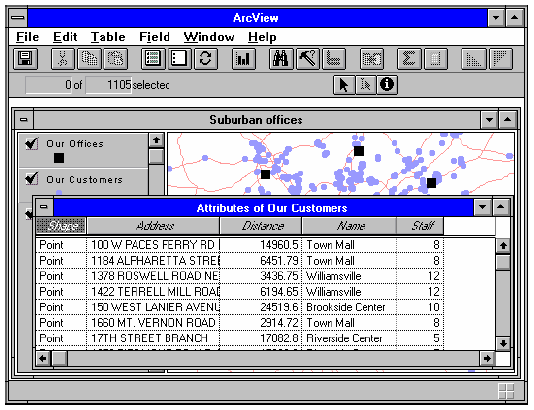 ArcView
File Edit Table Field Window Help
0 of 1105 selected
Suburban offices
Our Offices
Our Customers
Attributes of Our Customers
Shape Address Distance Name Staff
Point 100 W PACES FERRY RD 14960.5 Town Mall 8
Point 1184 ALPHARETTA STREE 6451.79 Town Mall 8
Point 1378 ROSWELL ROAD NE 3436.75 Williamsville 12
Point 1422 TERRELL MILL ROAD 6194.65 Williamsville 12
Point 150 WEST LANIER AVENU 24519.6 Brookside Center 10
Point 1660 MT. VERNON ROAD 2914.72 Town Mall 8
Point 17TH STREET BRANCH 17082.8 Riverside Center 5